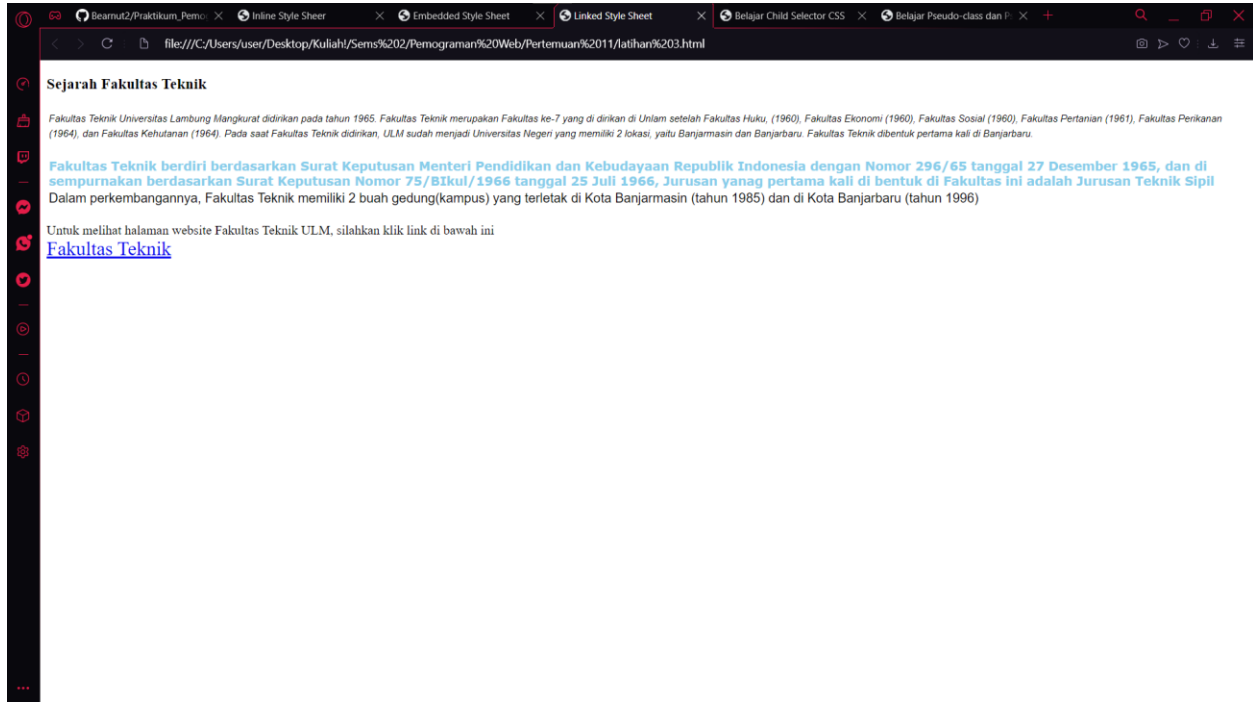 Bearnut2/Praktikum_Pemo
Inline Style Sheer
Embedded Style Sheet
Linked Style Sheet
Belajar Child Selector CSS
Belajar Pseudo-class dan P
file:///C:/Users/user/Desktop/Kuliah!/Sems%202/Pemograman%20Web/Pertemuan%2011/latihan%203.html
Sejarah Fakultas Teknik
Fakultas Teknik Universitas Lambung Mangkurat didirikan pada tahun 1965. Fakultas Teknik merupakan Fakultas ke-7 yang di dirikan di Unlam setelah Fakultas Huku, (1960), Fakultas Ekonomi (1960), Fakultas Sosial (1960), Fakultas Pertanian (1961), Fakultas Perikanan
(1964), dan Fakultas Kehutanan (1964). Pada saat Fakultas Teknik didirikan, ULM sudah menjadi Universitas Negeri yang memiliki 2 lokasi, yaitu Banjarmasin dan Banjarbaru. Fakultas Teknik dibentuk pertama kali di Banjarbaru.
Fakultas Teknik berdiri berdasarkan Surat Keputusan Menteri Pendidikan dan Kebudayaan Republik Indonesia dengan Nomor 296/65 tanggal 27 Desember 1965, dan di
sempurnakan berdasarkan Surat Keputusan Nomor 75/BIkul/1966 tanggal 25 Juli 1966, Jurusan yanag pertama kali di bentuk di Fakultas ini adalah Jurusan Teknik Sipil
Dalam perkembangannya, Fakultas Teknik memiliki 2 buah gedung(kampus) yang terletak di Kota Banjarmasin (tahun 1985) dan di Kota Banjarbaru (tahun 1996)
Untuk melihat halaman website Fakultas Teknik ULM, silahkan klik link di bawah ini
Fakultas Teknik